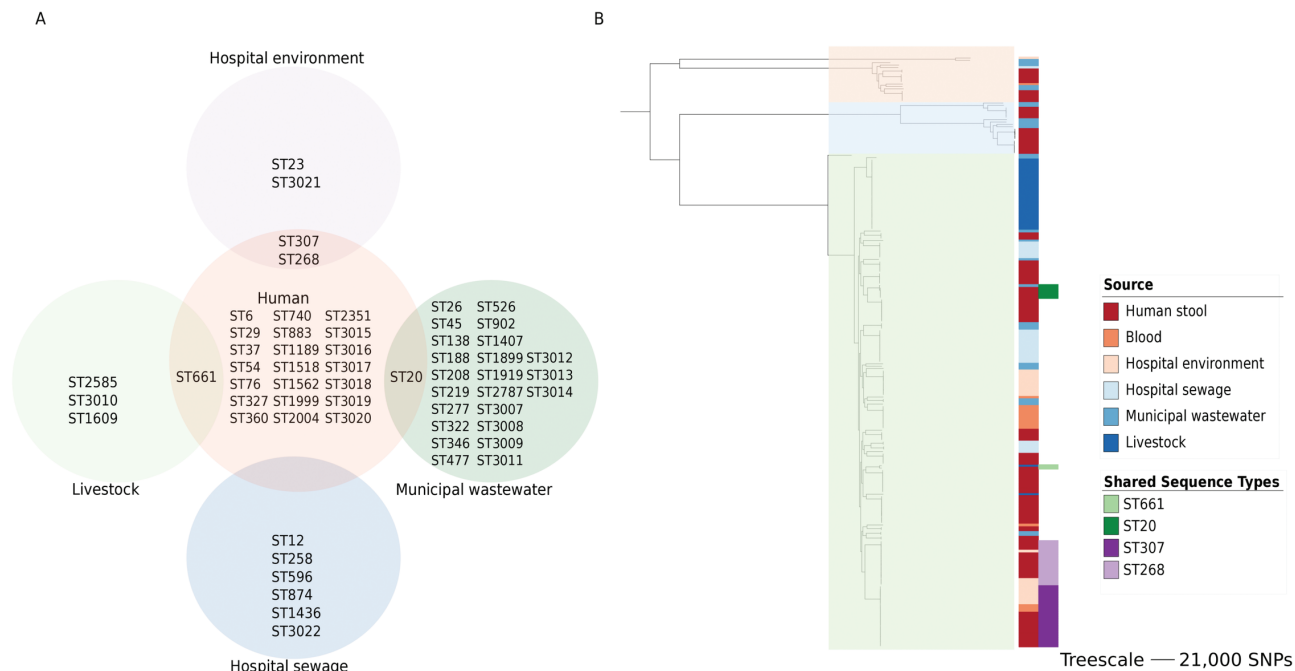 A
Hospital environment
ST23
ST3021
ST307
ST268
Human
ST6 ST740 ST2351
ST29 ST883 ST3015
ST37 ST1189 ST3016
ST54 ST1518 ST3017
ST76 ST1562 ST3018
ST327 ST1999 ST3019
ST360 ST2004 ST3020
ST661
ST20
ST2585
ST3010
ST1609
Livestock
ST26 ST526
ST45 ST902
ST138 ST1407
ST188 ST1899 ST3012
ST208 ST1919 ST3013
ST219 ST2787 ST3014
ST277 ST3007
ST322 ST3008
ST346 ST3009
ST477 ST3011
Municipal wastewater
ST12
ST258
ST596
ST874
ST1436
ST3022
Hospital sewage
B
Source
Human stool
Blood
Hospital environment
Hospital sewage
Municipal wastewater
Livestock
Shared Sequence Types
ST661
ST20
ST307
ST268
Treescale 21,000 SNPs